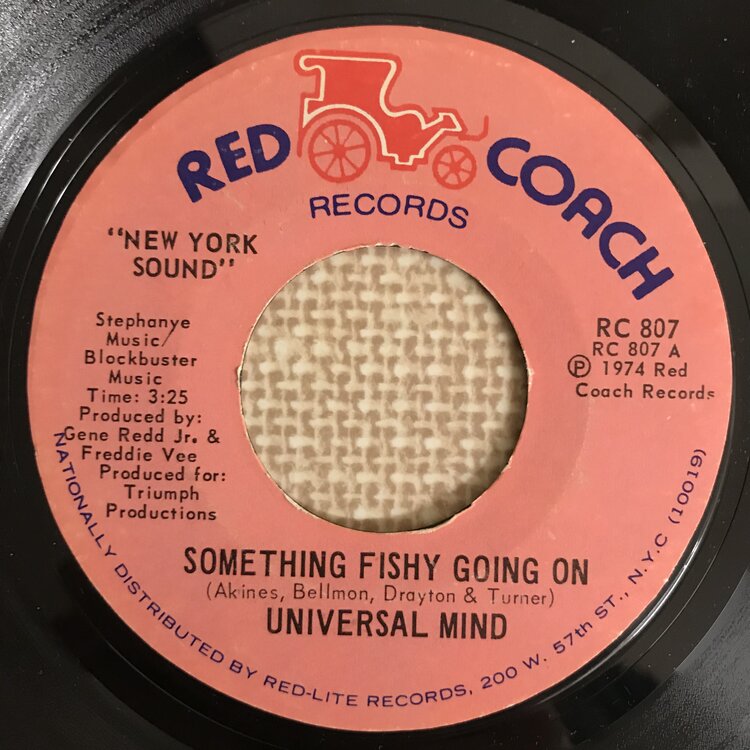 RED COACH
RECORDS
"NEW YORK
SOUND"
Stephanye
Music/
Blockbuster
Music
Time: 3:25
Produced by:
Gene Redd Jr. &
Freddie Vee
Produced for:
Triumph
Productions
RC 807
RC 807 A
Ⓟ 1974 Red
Coach Records
SOMETHING FISHY GOING ON
(Akines, Bellmon, Drayton & Turner)
UNIVERSAL MIND
NATIONALLY DISTRIBUTED BY RED-LITE RECORDS, 200 W. 57th ST., N.Y.C (10019)